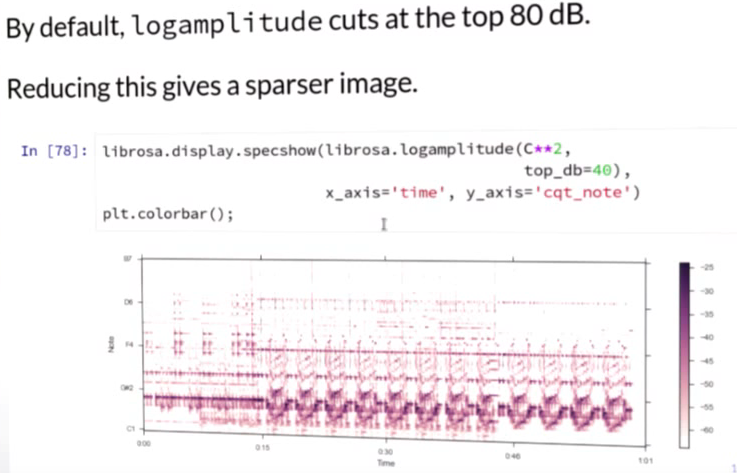 By default, logamplitude cuts at the top 80 dB.
Reducing this gives a sparser image.
In [78]: librosa.display.specshow(librosa.logamplitude(C**2,
top_db=40),
x_axis='time', y_axis='cqt_note')
plt.colorbar();
B7
D6
F4
G#2
C1
Note
0:00
0:15
0:30
0:46
1:01
Time
-25
-30
-35
-40
-45
-50
-55
-60